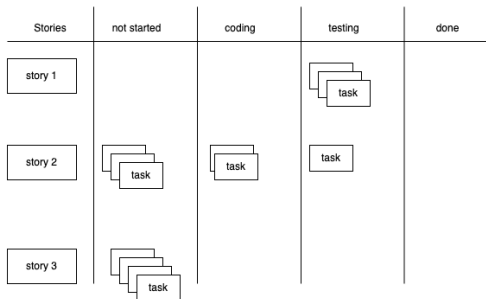 Stories not started coding testing done
story 1
task
story 2
task task task
story 3
task